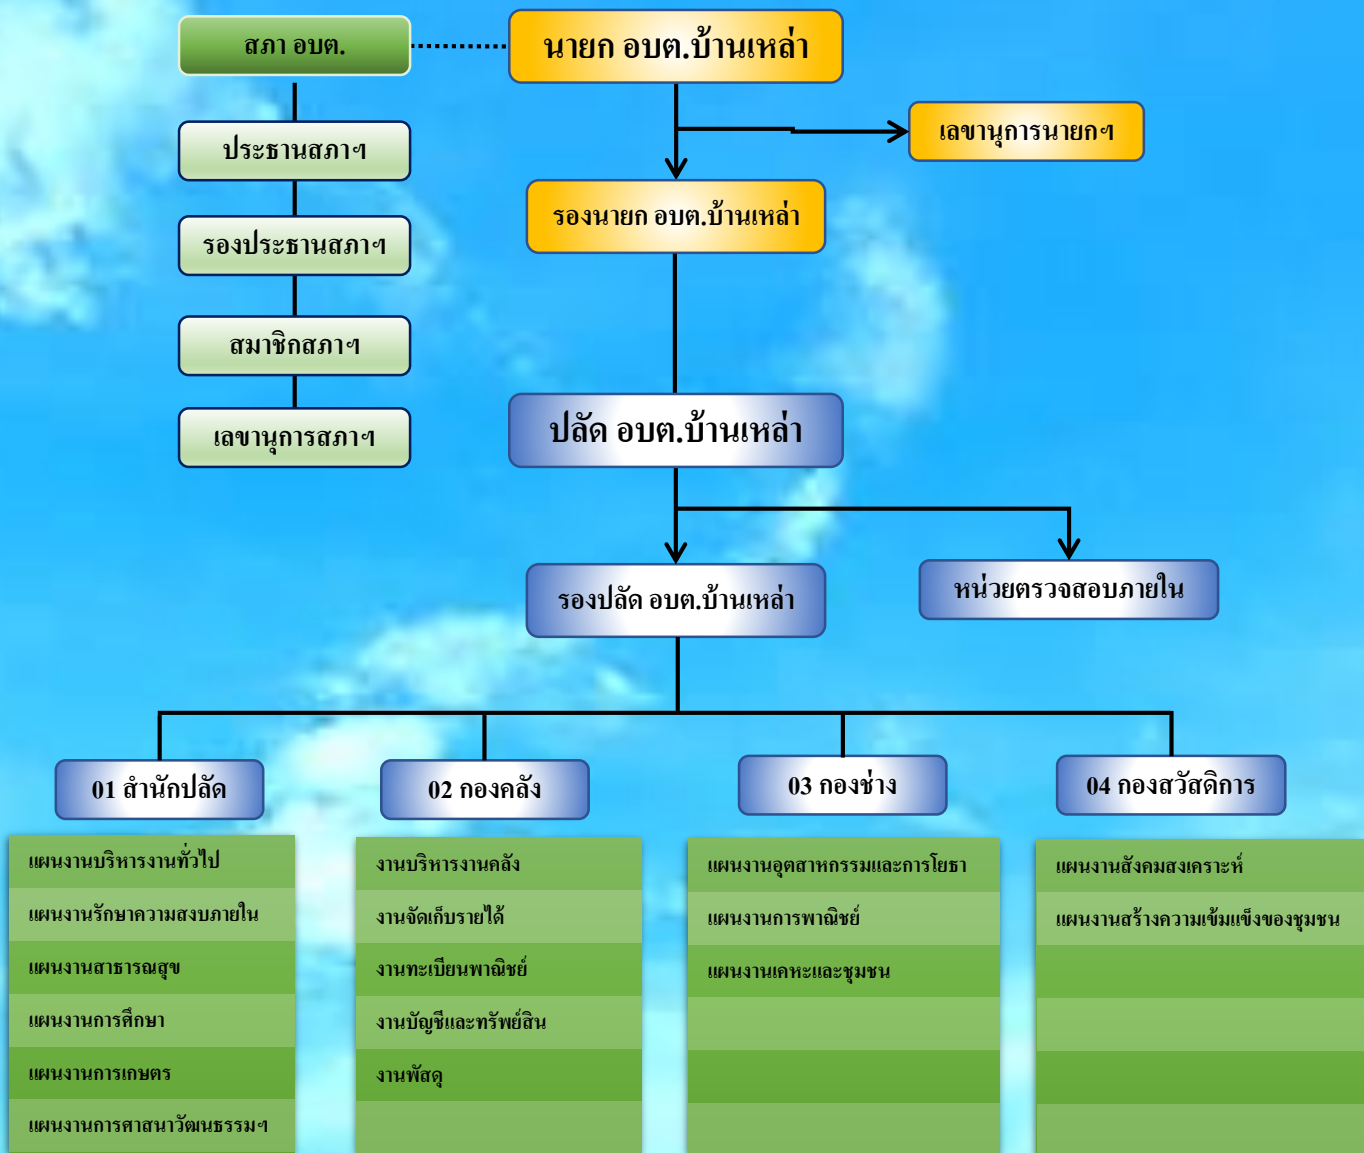 สภา อบต.
นายก อบต.บ้านเหล่า
เลขานุการนายกฯ
ประธานสภาฯ
รองนายก อบต.บ้านเหล่า
รองประธานสภาฯ
สมาชิกสภาฯ
เลขานุการสภาฯ
ปลัด อบต.บ้านเหล่า
รองปลัด อบต.บ้านเหล่า
หน่วยตรวจสอบภายใน
01 สำนักปลัด
แผนงานบริหารงานทั่วไป
แผนงานรักษาความสงบภายใน
แผนงานสาธารณสุข
แผนงานการศึกษา
แผนงานการเกษตร
แผนงานการศาสนาวัฒนธรรมฯ
02 กองคลัง
งานบริหารงานคลัง
งานจัดเก็บรายได้
งานทะเบียนพาณิชย์
งานบัญชีและทรัพย์สิน
งานพัสดุ
03 กองช่าง
แผนงานอุตสาหกรรมและการโยธา
แผนงานการพาณิชย์
แผนงานเคหะและชุมชน
04 กองสวัสดิการ
แผนงานสังคมสงเคราะห์
แผนงานสร้างความเข้มแข็งของชุมชน